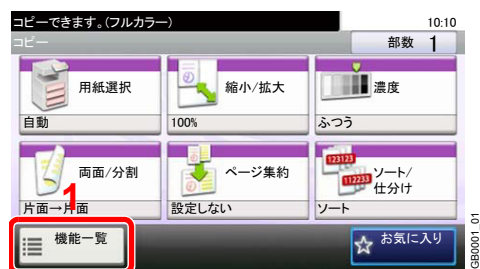 コピーできます。(フルカラー)
10:10
コピー
部数 1
用紙選択
自動
縮小/拡大
100%
濃度
ふつう
両面/分割
片面→片面
1
ページ集約
設定しない
123123
112233
ソート/
仕分け
ソート
機能一覧
お気に入り
GB0001_01